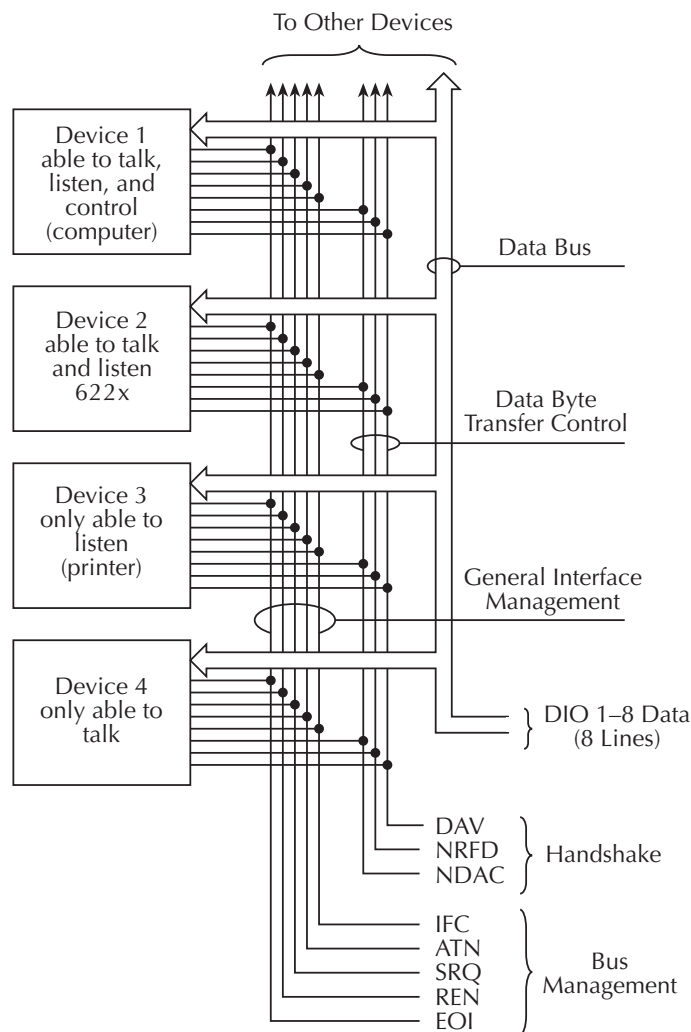 To Other Devices
Device 1
able to talk,
listen, and
control
(computer)
Data Bus
Device 2
able to talk
and listen
622x
Data Byte
Transfer Control
Device 3
only able to
listen
(printer)
General Interface
Management
Device 4
only able to
talk
DIO 1–8 Data
(8 Lines)
DAV
NRFD
NDAC
Handshake
IFC
ATN
SRQ
REN
EOI
Bus
Management